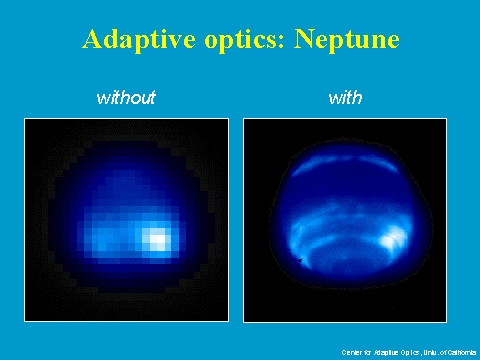 Adaptive optics: Neptune
without
with
Center for Adaptive Optics, Univ. of California